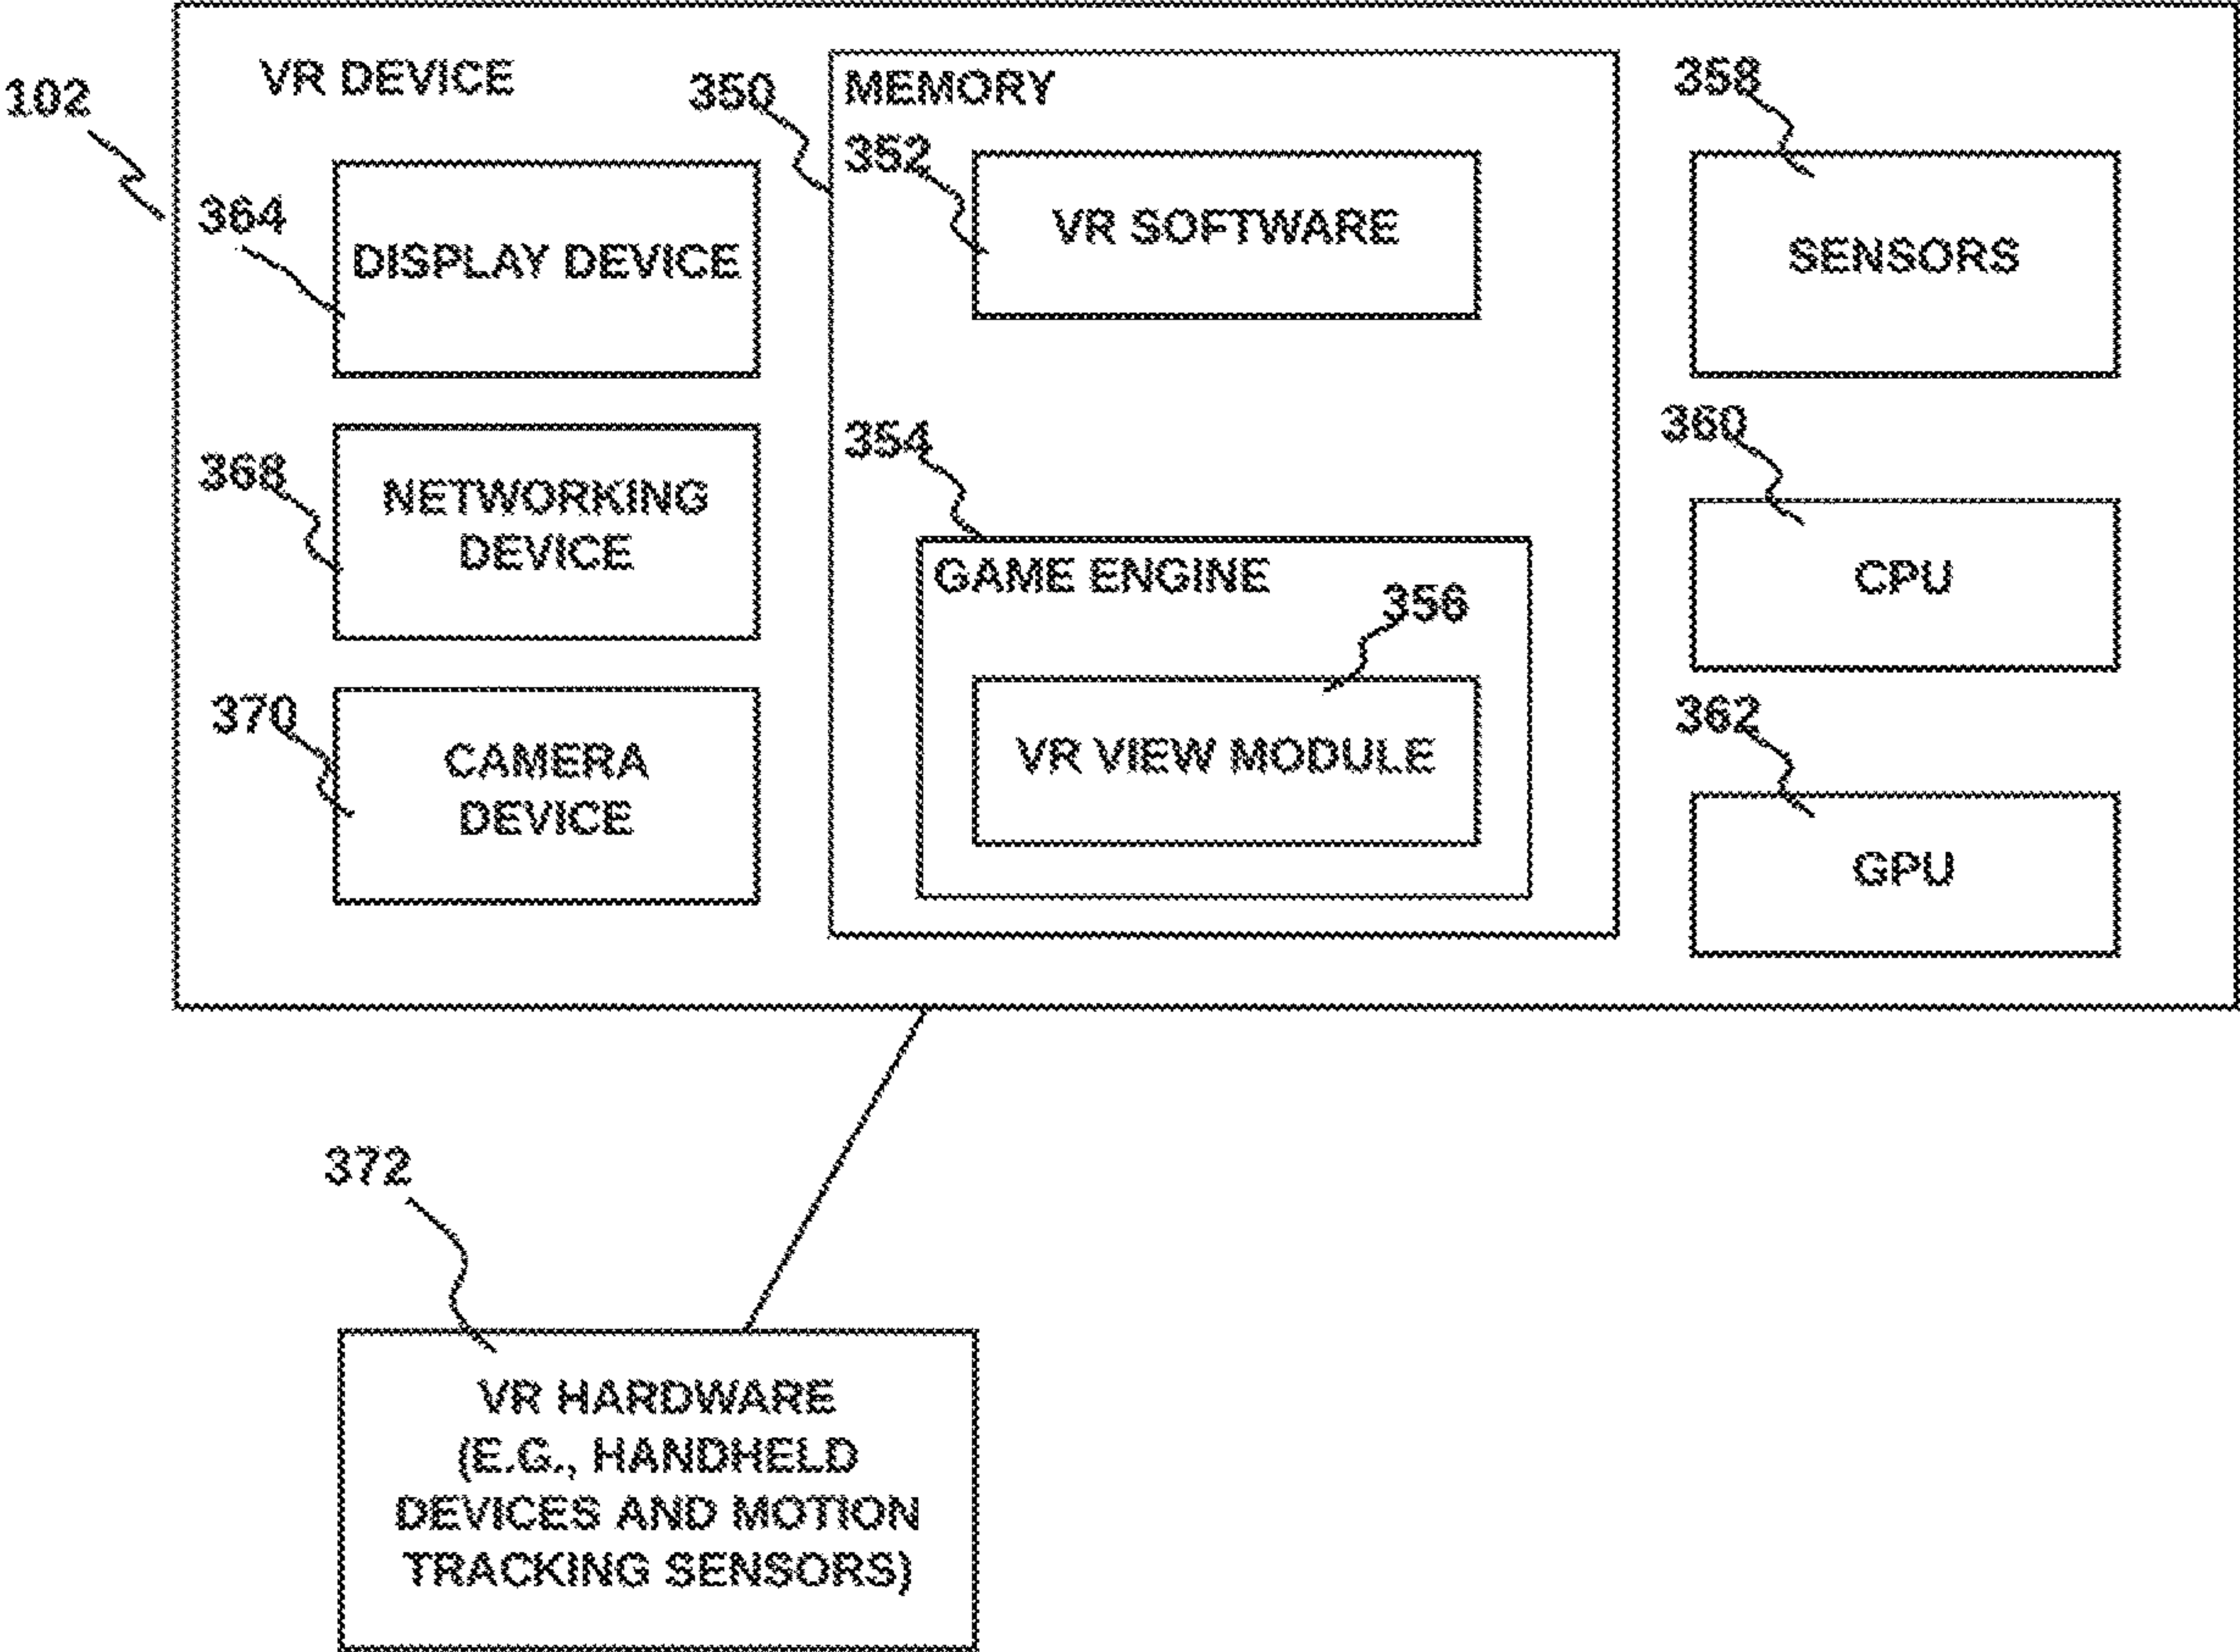 102
VR DEVICE
364
DISPLAY DEVICE
368
NETWORKING
DEVICE
370
CAMERA
DEVICE
350
MEMORY
352
VR SOFTWARE
354
GAME ENGINE
356
VR VIEW MODULE
358
SENSORS
360
CPU
362
GPU
372
VR HARDWARE
(E.G., HANDHELD
DEVICES AND MOTION
TRACKING SENSORS)